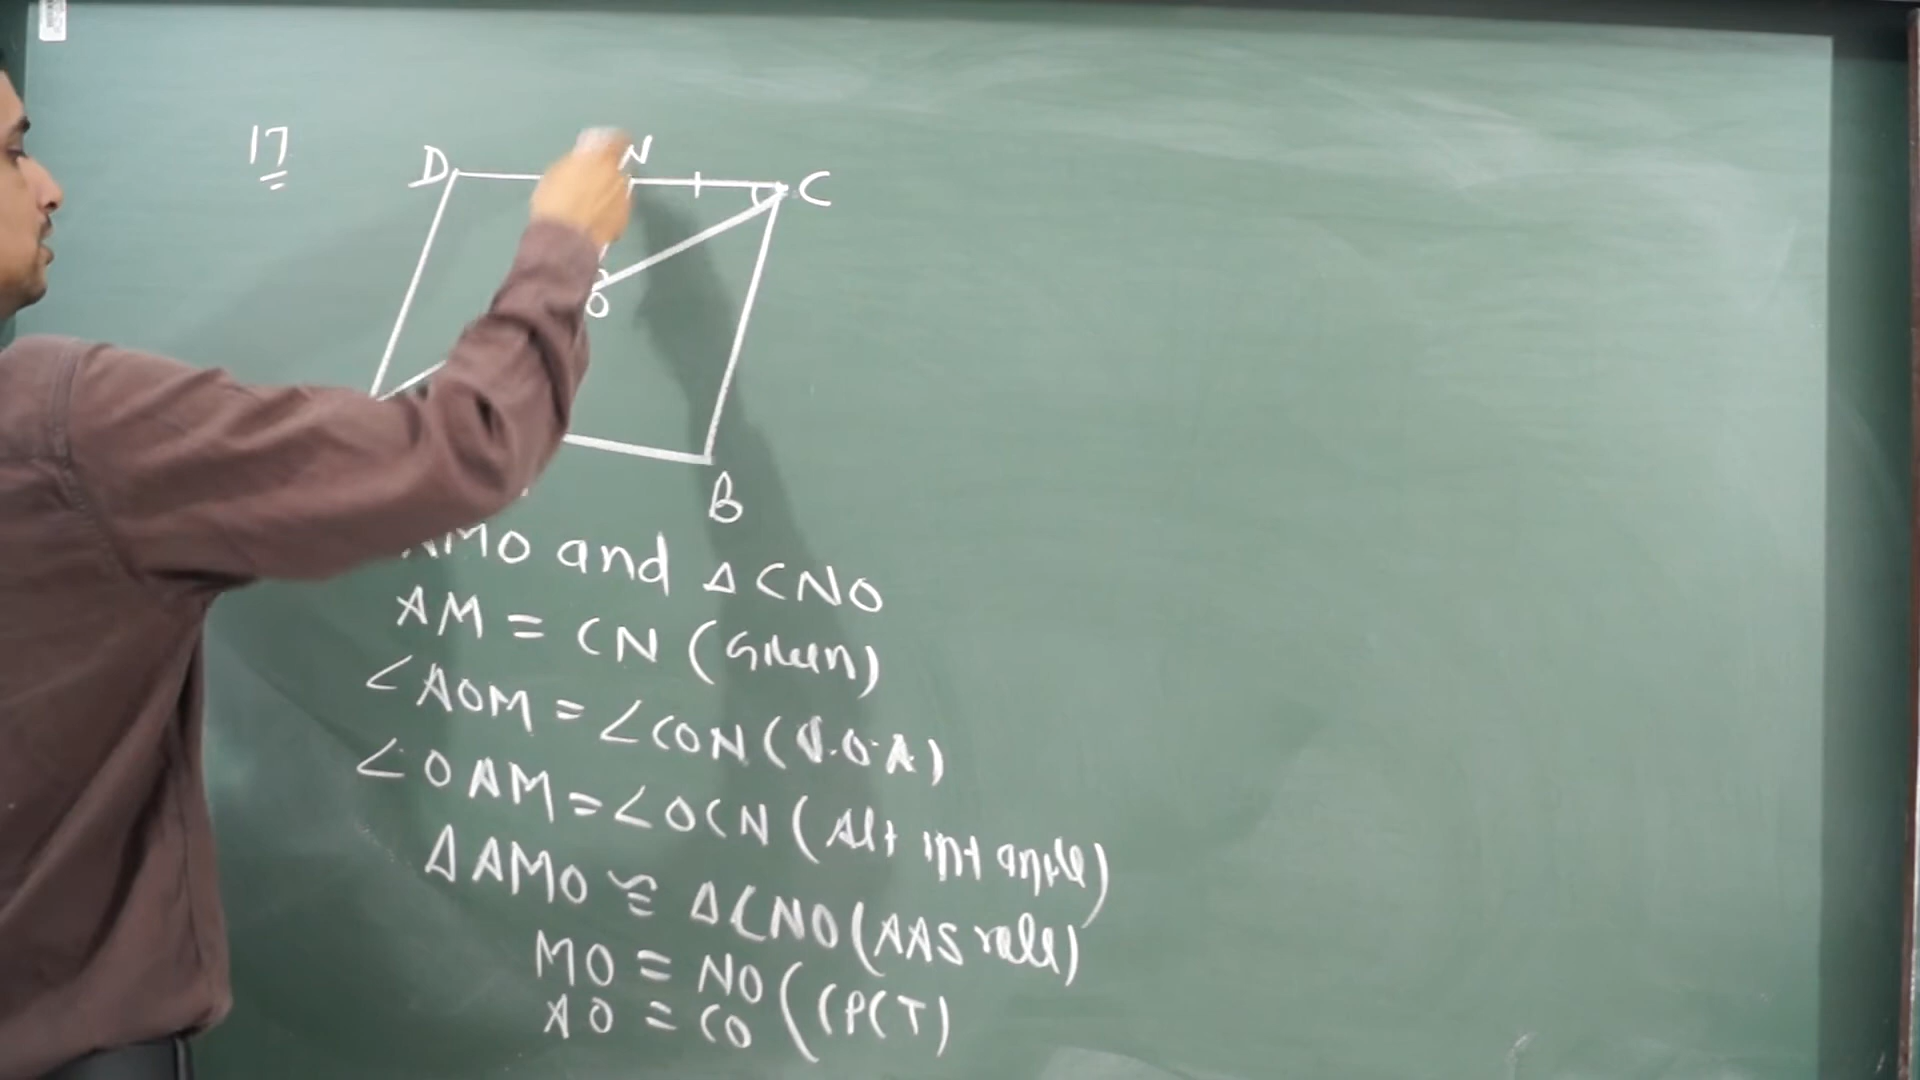 17
D N C
O
B
AMO and △CNO
AM = CN (Given)
∠AOM = ∠CON (V.O.A)
∠OAM = ∠OCN (Alt int angle)
△AMO ≅ △CNO (AAS rule)
MO = NO
AO = CO (CPCT)